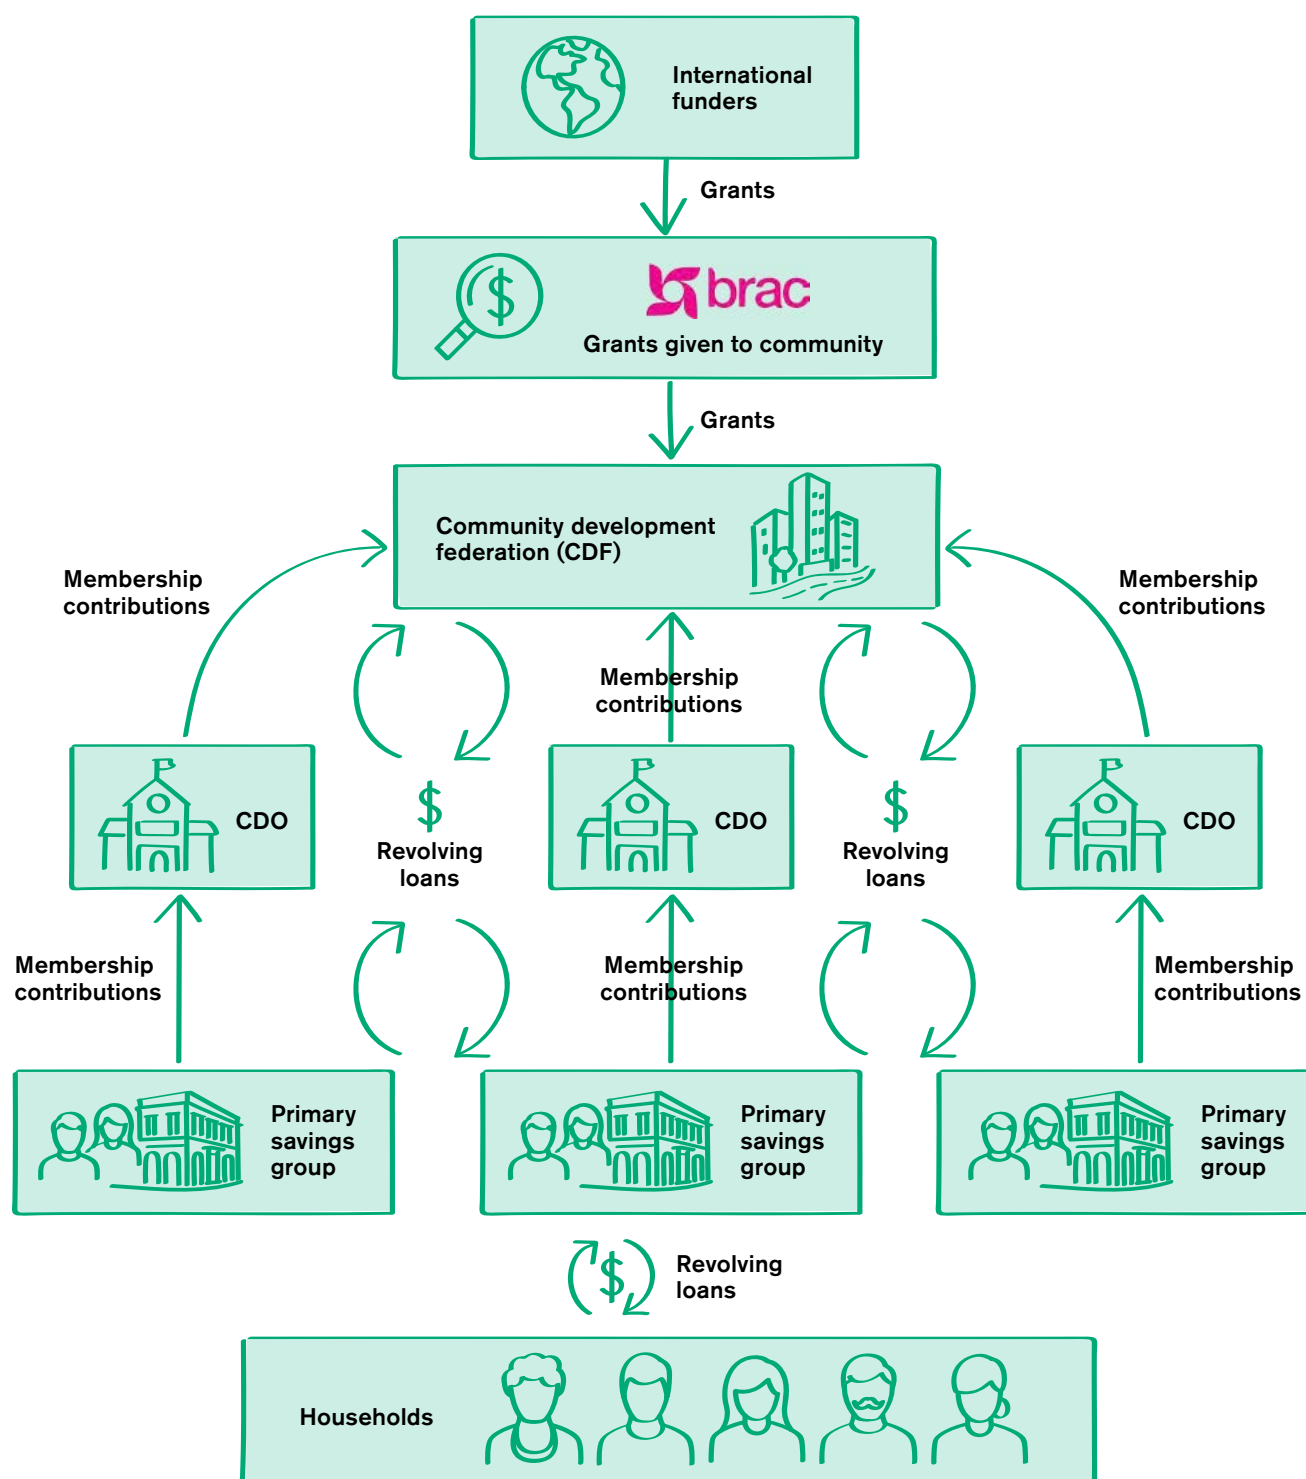 International
funders
Grants
brac
Grants given to community
Grants
Community development
federation (CDF)
Membership
contributions
Membership
contributions
Membership
contributions
CDO
$
Revolving
loans
CDO
$
Revolving
loans
CDO
Membership
contributions
Membership
contributions
Membership
contributions
Primary
savings
group
Primary
savings
group
Primary
savings
group
$
Revolving
loans
Households